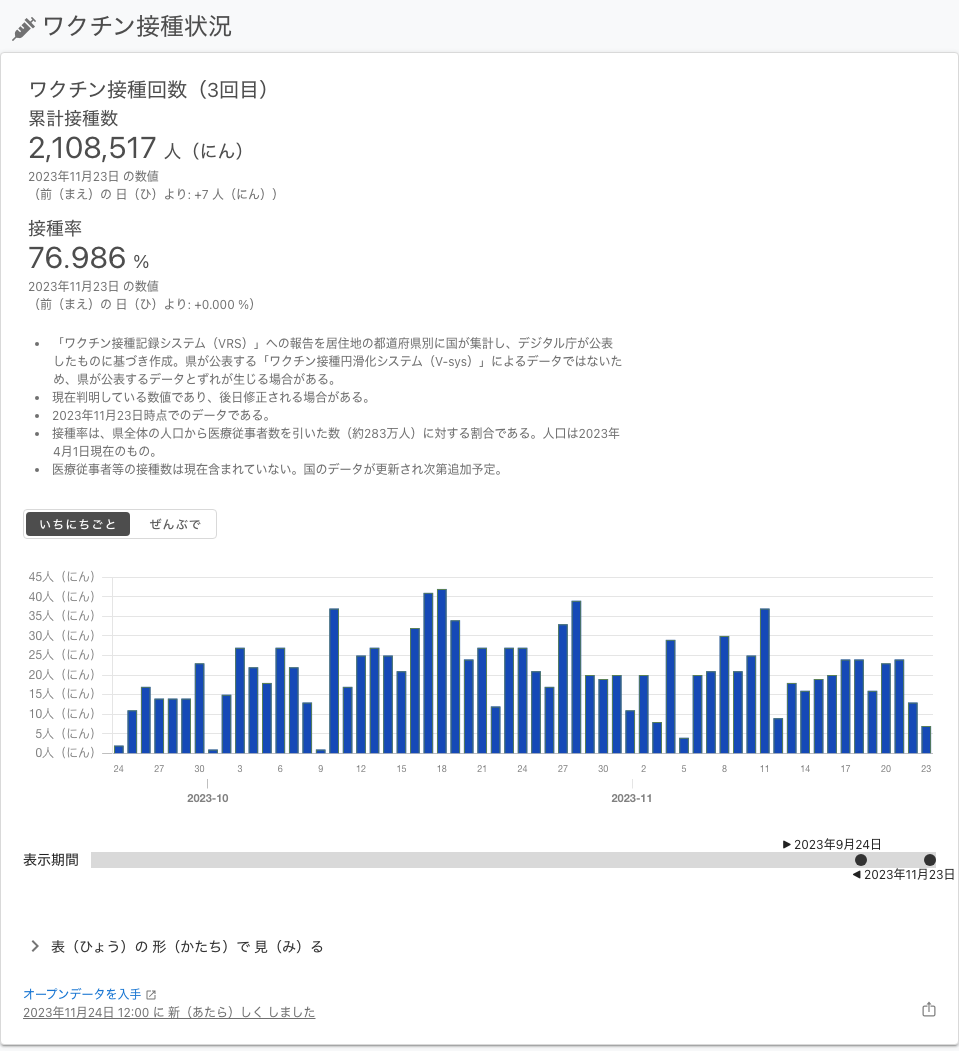 ワクチン接種状況
ワクチン接種回数（3回目）
累計接種数
2,108,517 人（にん）
2023年11月23日 の数値
（前（まえ）の 日（ひ）より: +7 人（にん））
接種率
76.986 %
2023年11月23日 の数値
（前（まえ）の 日（ひ）より: +0.000 %）
• 「ワクチン接種記録システム（VRS）」への報告を居住地の都道府県別に国が集計し、デジタル庁が公表
したものに基づき作成。県が公表する「ワクチン接種円滑化システム（V-sys）」によるデータではないた
め、県が公表するデータとずれが生じる場合がある。
• 現在判明している数値であり、後日修正される場合がある。
• 2023年11月23日時点でのデータである。
• 接種率は、県全体の人口から医療従事者数を引いた数（約283万人）に対する割合である。人口は2023年
4月1日現在のもの。
• 医療従事者等の接種数は現在含まれていない。国のデータが更新され次第追加予定。
いちにちごと ぜんぶで
45人（にん）
40人（にん）
35人（にん）
30人（にん）
25人（にん）
20人（にん）
15人（にん）
10人（にん）
5人（にん）
0人（にん）
24 27 30 3 6 9 12 15 18 21 24 27 30 2 5 8 11 14 17 20 23
2023-10 2023-11
▶ 2023年9月24日
表示期間
◀ 2023年11月23日
表（ひょう）の 形（かたち）で 見（み）る
オープンデータを入手
2023年11月24日 12:00 に 新（あたら）しく しました